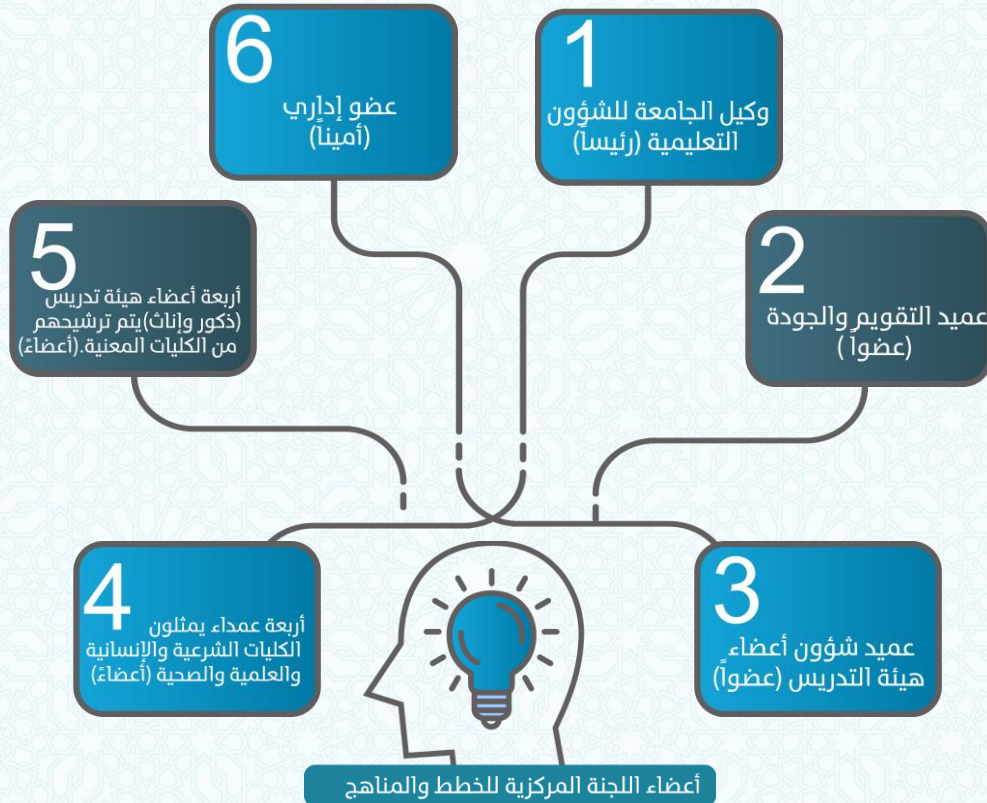 1
وكيل الجامعة للشؤون
التعليمية (رئيساً)
2
عميد التقويم والجودة
(عضواً )
3
عميد شؤون أعضاء
هيئة التدريس (عضواً)
4
أربعة عمداء يمثلون
الكليات الشرعية والإنسانية
والعلمية والصحية (أعضاءً)
5
أربعة أعضاء هيئة تدريس
(ذكور وإناث)يتم ترشيحهم
من الكليات المعنية.(أعضاءً)
6
عضو إداري
(أميناً)
أعضاء اللجنة المركزية للخطط والمناهج